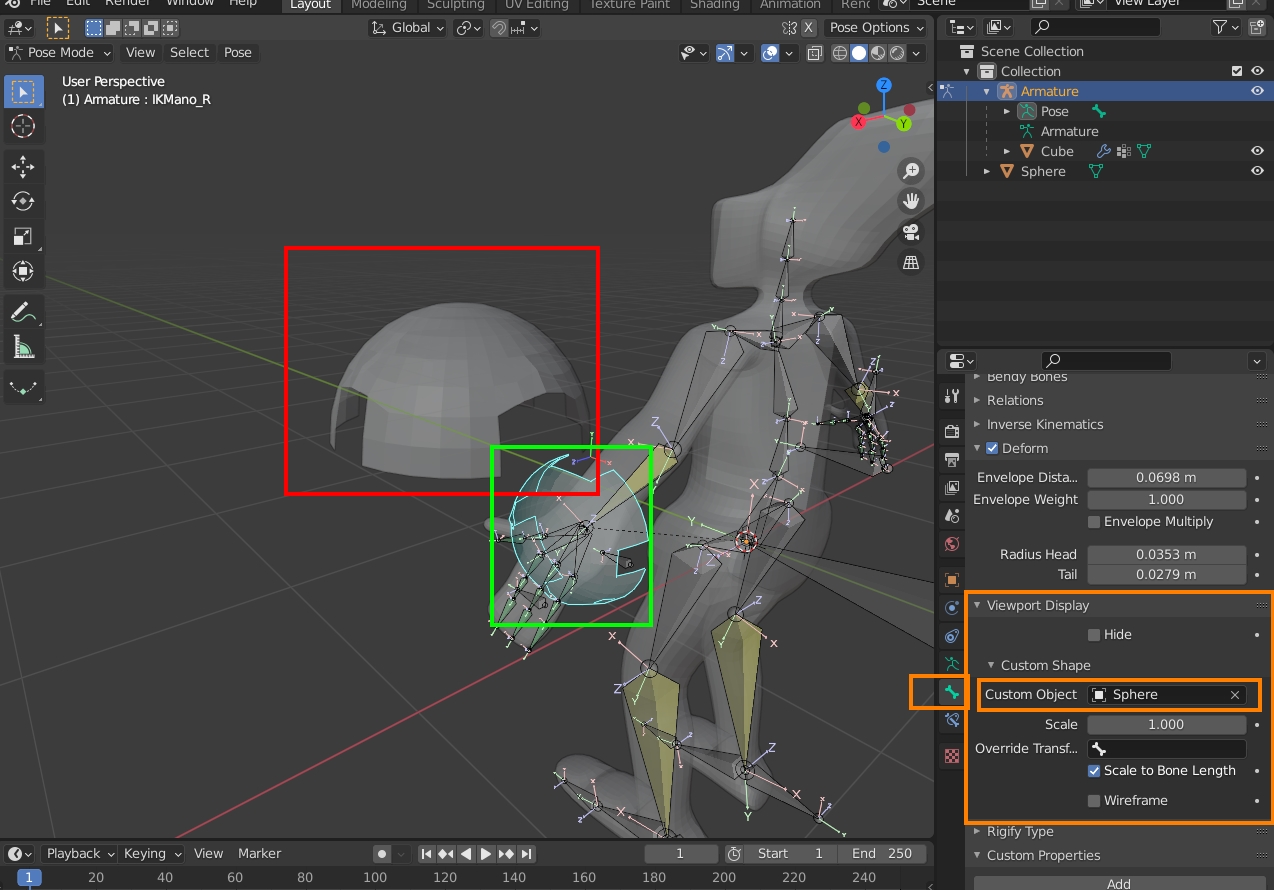 File Edit Render Window Help Layout Modeling Sculpting UV Editing Texture Paint Shading Animation Scene View Layer
Global X Pose Options
Pose Mode View Select Pose
User Perspective
(1) Armature : IKMano_R
Z
X Y
Scene Collection
Collection
Armature
Pose
Armature
Cube
Sphere
Bendy Bones
Relations
Inverse Kinematics
Deform
Envelope Dista... 0.0698 m
Envelope Weight 1.000
Envelope Multiply
Radius Head 0.0353 m
Tail 0.0279 m
Viewport Display
Hide
Custom Shape
Custom Object Sphere
Scale 1.000
Override Transf...
Scale to Bone Length
Wireframe
Rigify Type
Custom Properties
Add
Playback Keying View Marker 1 Start 1 End 250
1 20 40 60 80 100 120 140 160 180 200 220 240